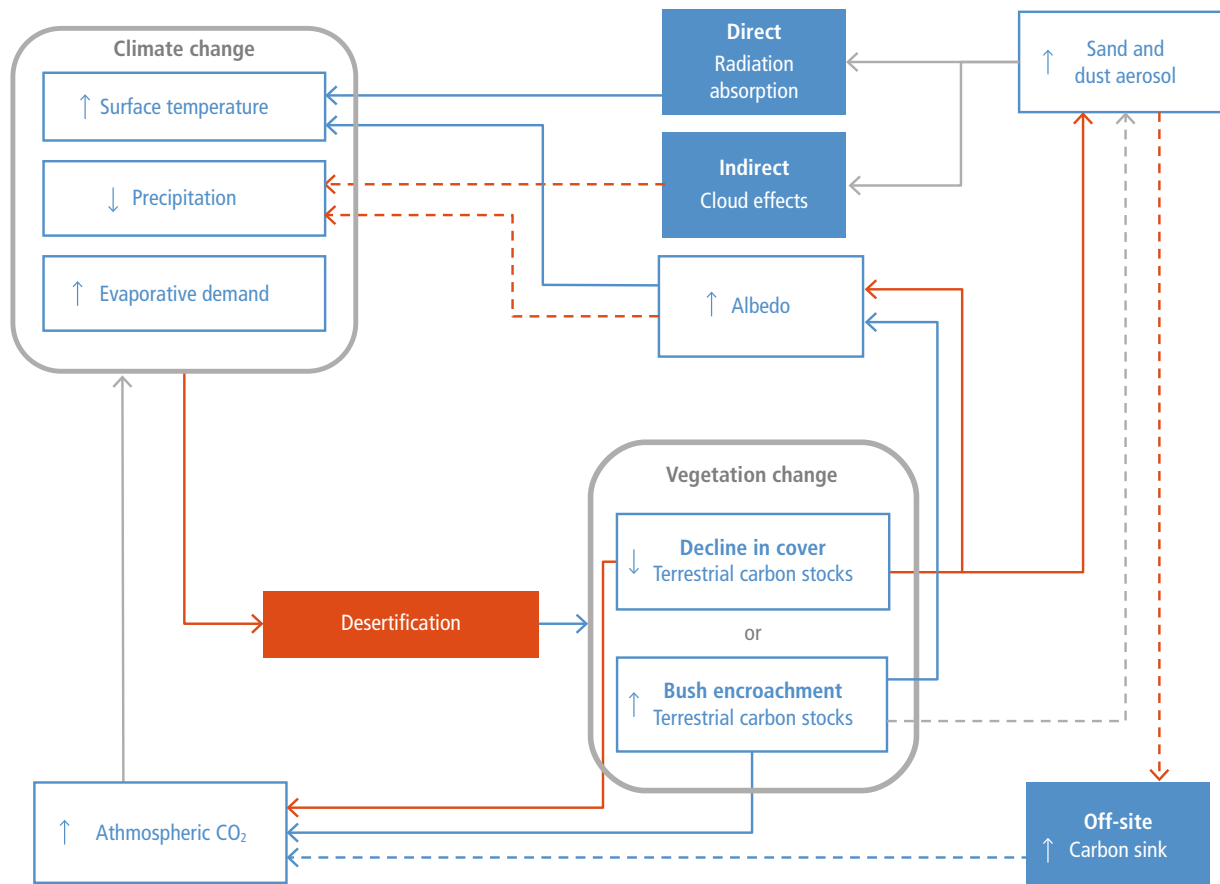 Climate change
↑ Surface temperature
↓ Precipitation
↑ Evaporative demand
Direct
Radiation
absorption
Indirect
Cloud effects
↑ Albedo
↑ Sand and
dust aerosol
Vegetation change
Decline in cover
↓ Terrestrial carbon stocks
or
Bush encroachment
↑ Terrestrial carbon stocks
Desertification
↑ Athmospheric CO₂
Off-site
↑ Carbon sink